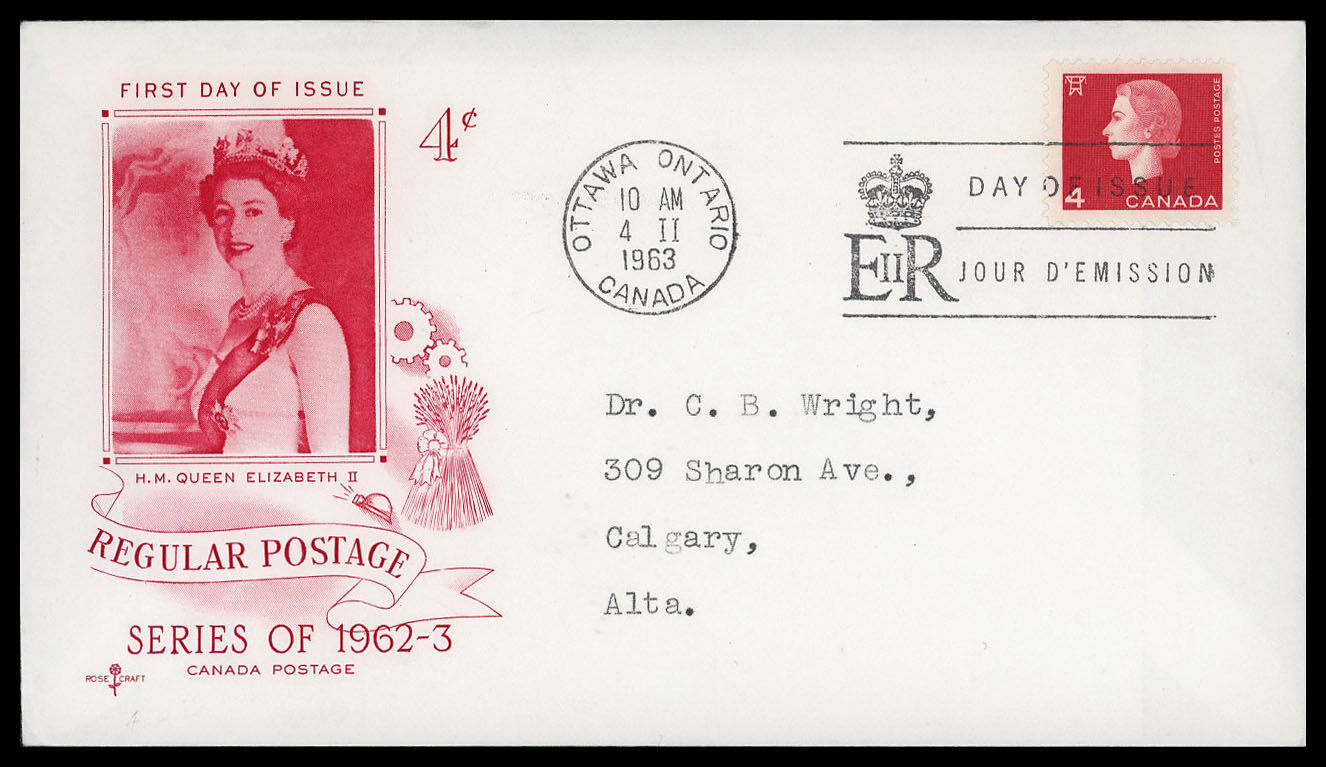 FIRST DAY OF ISSUE
4¢
H.M. QUEEN ELIZABETH II
REGULAR POSTAGE
SERIES OF 1962-3
CANADA POSTAGE
ROSE CRAFT
OTTAWA ONTARIO
10 AM
4 II
1963
CANADA
POSTES POSTAGE
4 CANADA
DAY OF ISSUE
EIIR
JOUR D'EMISSION
Dr. C. B. Wright,
309 Sharon Ave.,
Calgary,
Alta.